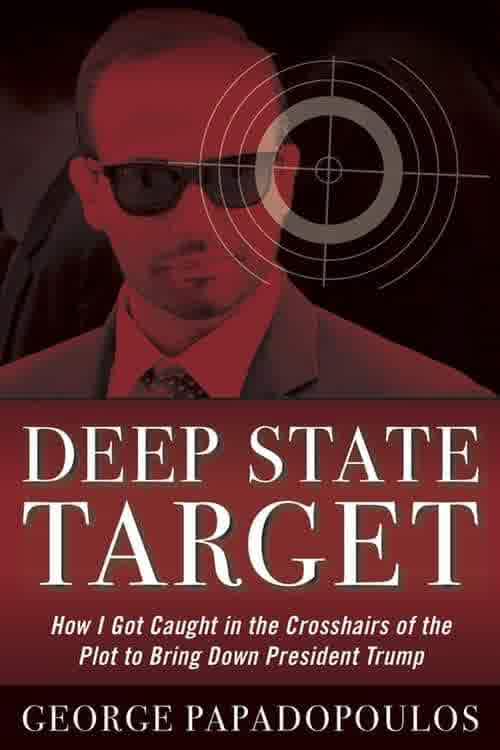 DEEP STATE
TARGET
How I Got Caught in the Crosshairs of the
Plot to Bring Down President Trump
GEORGE PAPADOPOULOS